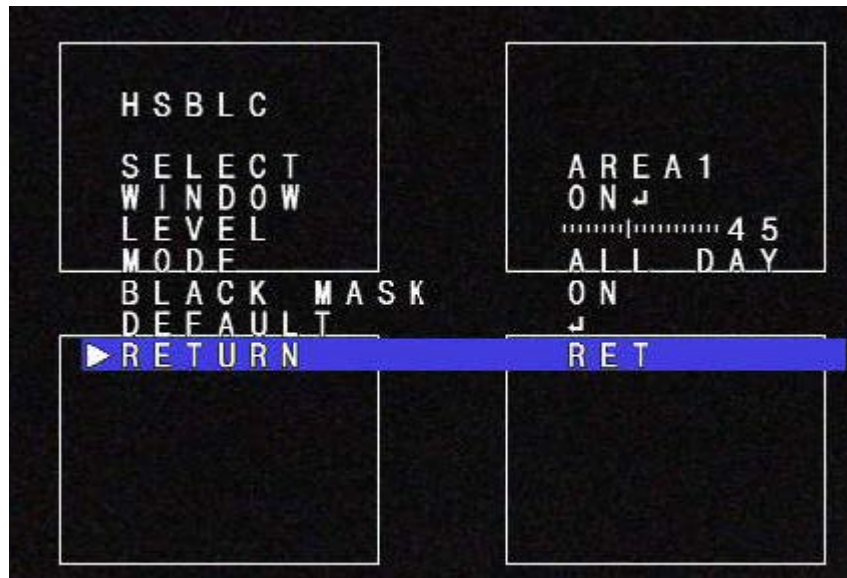 HSBLC
SELECT AREA1
WINDOW ON↵
LEVEL 45
MODE ALL DAY
BLACK MASK ON
DEFAULT ↵
RETURN RET